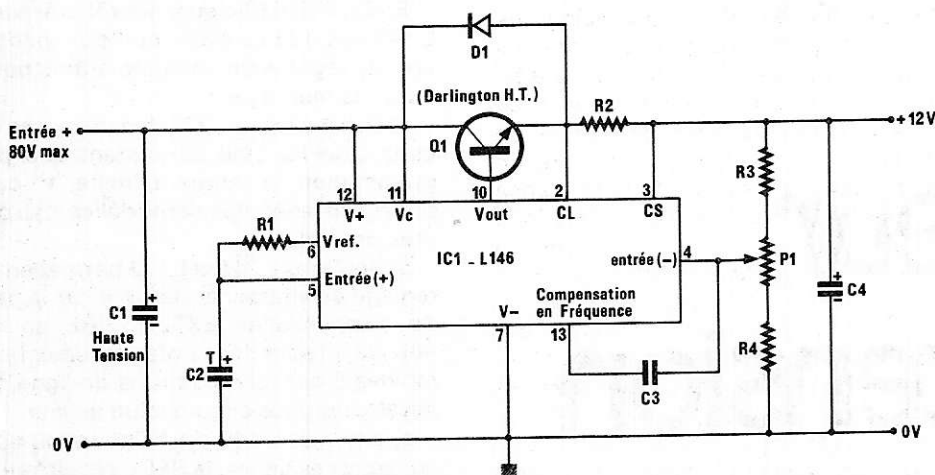 D1
(Darlington H.T.)
Entrée +
80V max
Q1
R2
+12V
12
11
10
2
3
V+
Vc
Vout
CL
CS
R3
R1
Vref.
6
IC1 _ L146
entrée (-)
4
P1
Entrée (+)
5
C1
+
-
Haute
Tension
T
+
C2
-
V-
7
Compensation
en Fréquence
13
C3
R4
+
C4
-
0V
0V